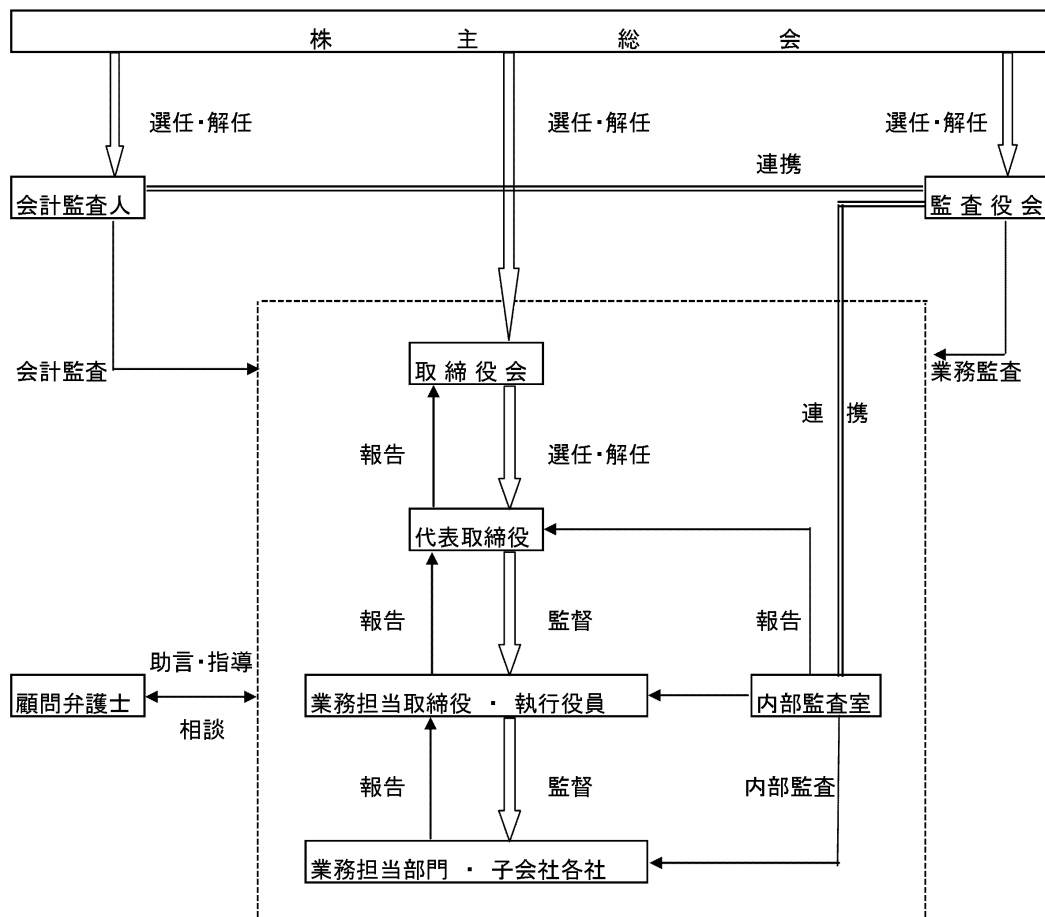 株主総会
選任・解任
選任・解任
選任・解任
連携
会計監査人
監査役会
会計監査
取締役会
業務監査
連携
報告
選任・解任
代表取締役
報告
監督
報告
助言・指導
顧問弁護士
業務担当取締役 ・ 執行役員
内部監査室
相談
報告
監督
内部監査
業務担当部門 ・ 子会社各社